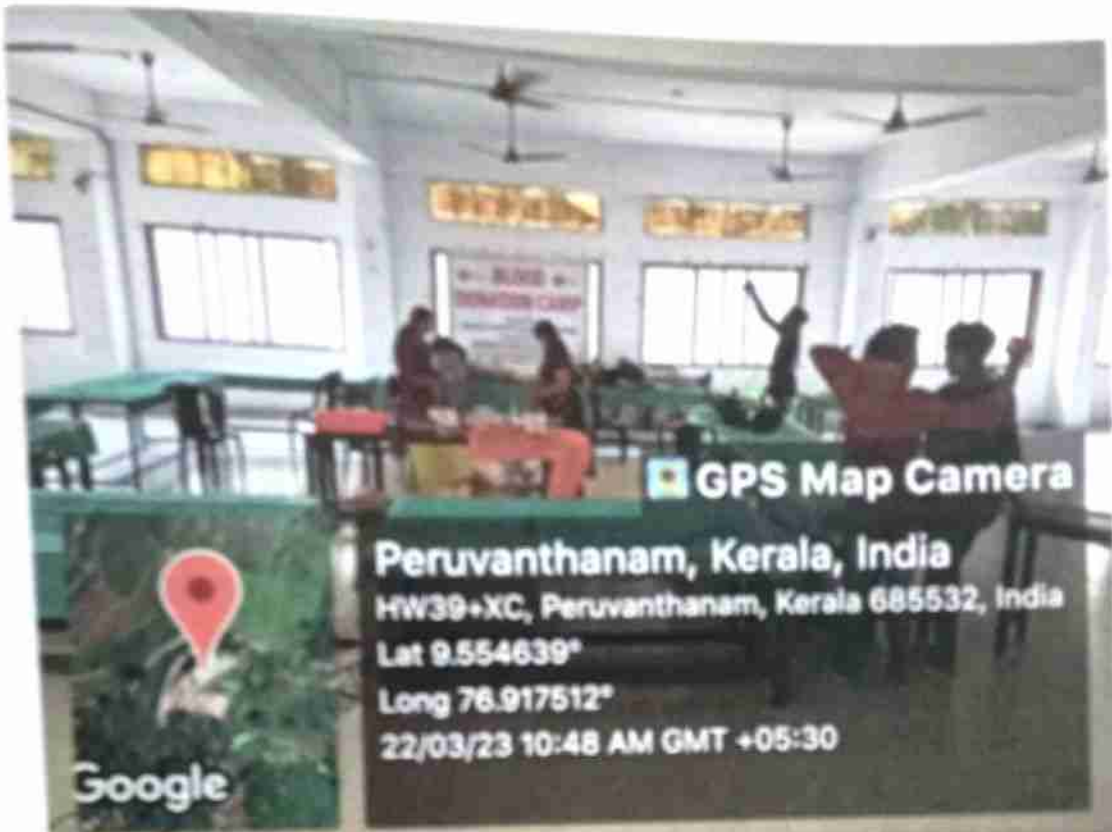 BLOOD
DONATION CAMP
GPS Map Camera
Peruvanthanam, Kerala, India
HW39+XC, Peruvanthanam, Kerala 685532, India
Lat 9.554639°
Long 76.917512°
22/03/23 10:48 AM GMT +05:30
Google